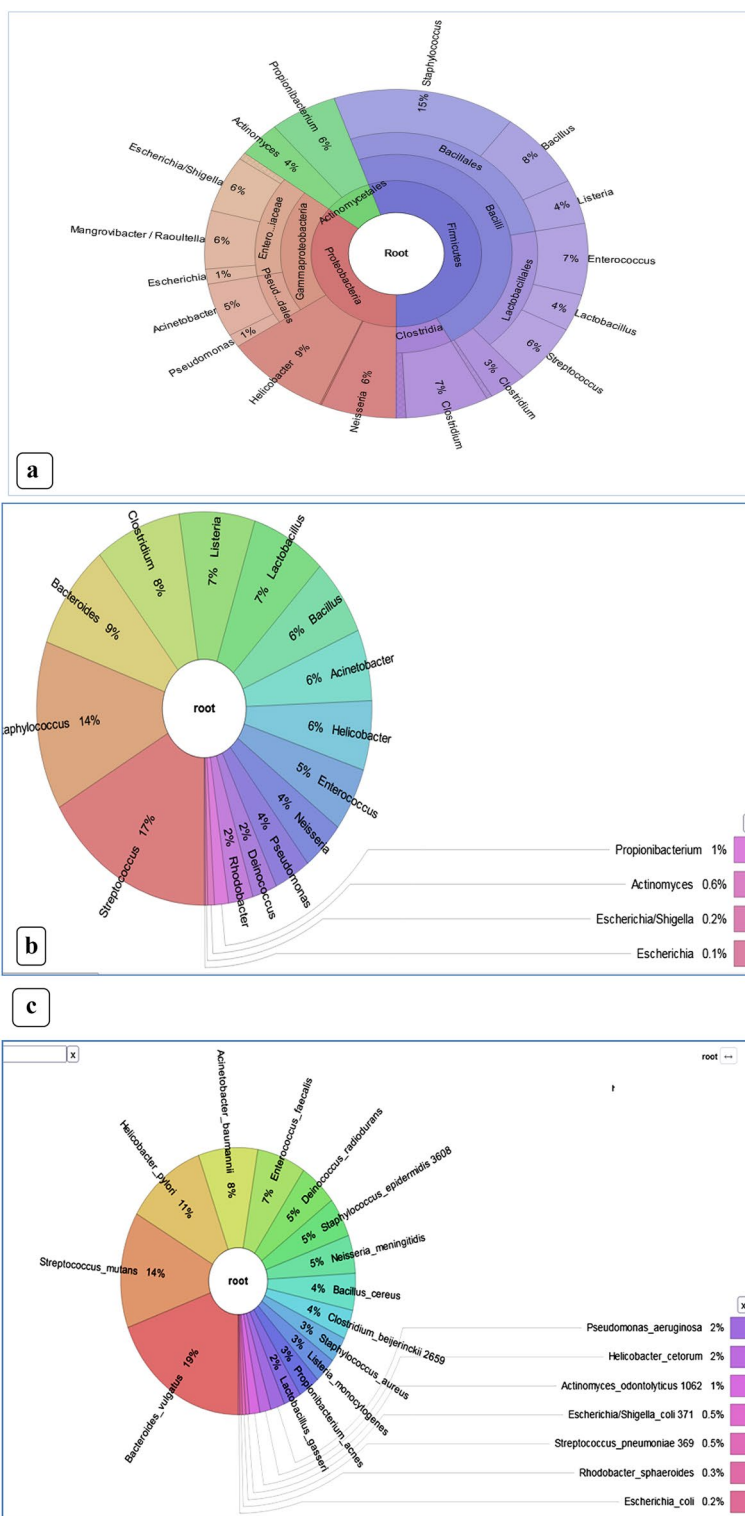 Staphylococcus
15%
Propionibacterium 6%
Actinomyces 4%
Bacillus
8%
Bacillales
Escherichia/Shigella
6%
Listeria
4%
Actinomycetales
Firmicutes
Bacilli
Entero...iaceae
Gammaproteobacteria
Mangrovibacter / Raoultella
6%
Root
Enterococcus
7%
Proteobacteria
Lactobacillales
Escherichia
1%
Pseud...dales
Acinetobacter
5%
Lactobacillus
4%
Clostridia
Pseudomonas
1%
Streptococcus
6%
Helicobacter 9%
Neisseria 6%
7% Clostridium
3% Clostridium
a
Clostridium 8%
7% Listeria
7% Lactobacillus
Bacteroides 9%
6% Bacillus
6% Acinetobacter
root
aphylococcus 14%
6% Helicobacter
5% Enterococcus
4% Neisseria
4% Pseudomonas
2% Deinococcus
2% Rhodobacter
Streptococcus 17%
Propionibacterium 1%
Actinomyces 0.6%
Escherichia/Shigella 0.2%
Escherichia 0.1%
b
c
x
root ↔
Acinetobacter_baumannii 8%
7% Enterococcus_faecalis
Helicobacter_pylori 11%
5% Deinococcus_radiodurans
5% Staphylococcus_epidermidis 3608
5% Neisseria_meningitidis
Streptococcus_mutans 14%
root
4% Bacillus_cereus
4% Clostridium_beijerinckii 2659
3% Staphylococcus_aureus
3% Listeria_monocytogenes
3% Propionibacterium_acnes
2% Lactobacillus_gasseri
Bacteroides_vulgatus 19%
x
Pseudomonas_aeruginosa 2%
Helicobacter_cetorum 2%
Actinomyces_odontolyticus 1062 1%
Escherichia/Shigella_coli 371 0.5%
Streptococcus_pneumoniae 369 0.5%
Rhodobacter_sphaeroides 0.3%
Escherichia_coli 0.2%